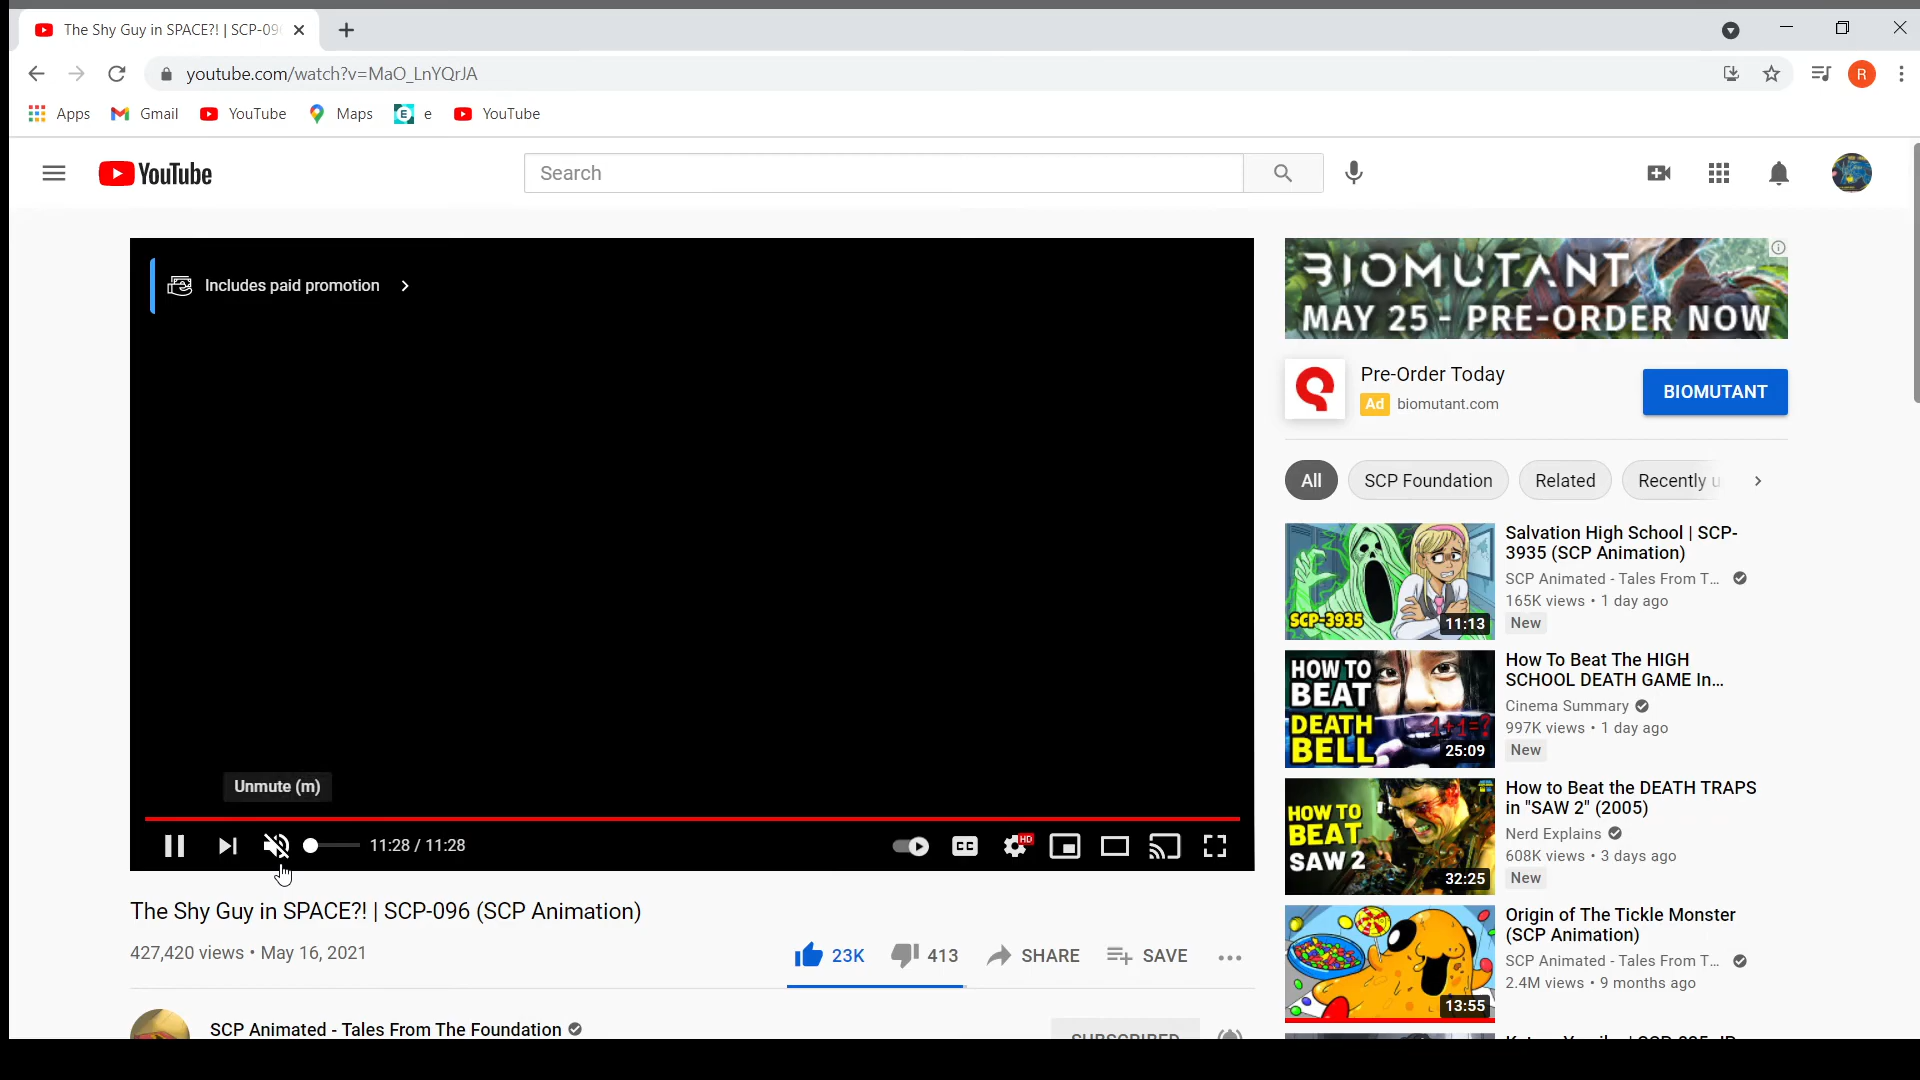 The Shy Guy in SPACE?! | SCP-09
youtube.com/watch?v=MaO_LnYQrJA
R
Apps
Gmail
YouTube
Maps
E
e
YouTube
YouTube
Search
Includes paid promotion
Unmute (m)
11:28 / 11:28
CC
HD
The Shy Guy in SPACE?! | SCP-096 (SCP Animation)
427,420 views • May 16, 2021
23K
413
SHARE
SAVE
SCP Animated - Tales From The Foundation
SUBSCRIBED
BIOMUTANT
MAY 25 - PRE-ORDER NOW
Pre-Order Today
Ad biomutant.com
BIOMUTANT
All
SCP Foundation
Related
Recently u
SCP-3935
11:13
Salvation High School | SCP-
3935 (SCP Animation)
SCP Animated - Tales From T...
165K views • 1 day ago
New
HOW TO
BEAT
DEATH
BELL
1+1=?
25:09
How To Beat The HIGH
SCHOOL DEATH GAME In...
Cinema Summary
997K views • 1 day ago
New
HOW TO
BEAT
SAW 2
32:25
How to Beat the DEATH TRAPS
in "SAW 2" (2005)
Nerd Explains
608K views • 3 days ago
New
13:55
Origin of The Tickle Monster
(SCP Animation)
SCP Animated - Tales From T...
2.4M views • 9 months ago